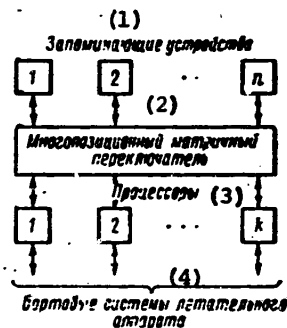 (1)
Запоминающие устройства
1 2 . . n
(2)
Многопозиционный матричный
переключатель
Процессоры (3)
1 2 . . . k
(4)
Бортовые системы летательного
аппарата